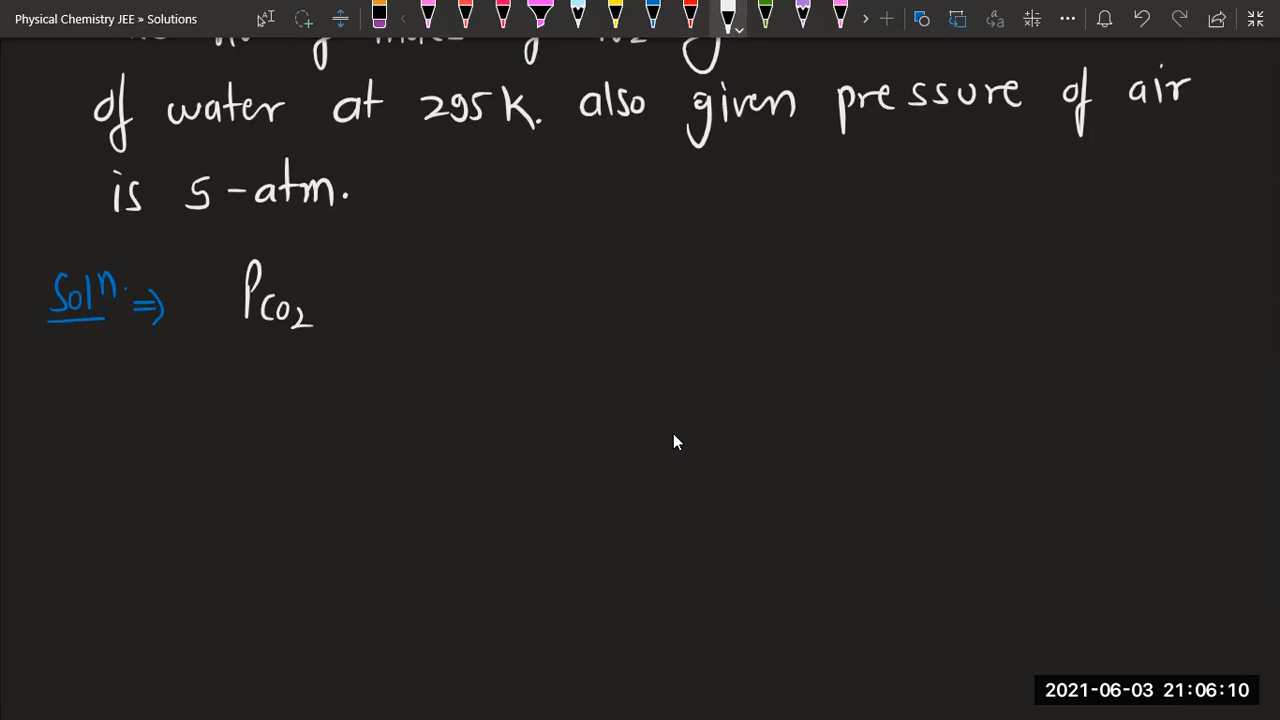 Physical Chemistry JEE » Solutions
of water at 295K. also given pressure of air
is 5-atm.
Solⁿ. ⇒ PCO₂
2021-06-03 21:06:10